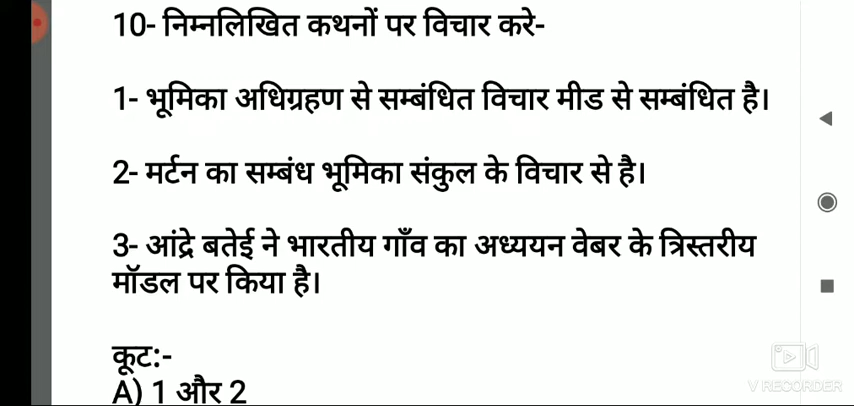 10- निम्नलिखित कथनों पर विचार करे-
1- भूमिका अधिग्रहण से सम्बंधित विचार मीड से सम्बंधित है।
2- मर्टन का सम्बंध भूमिका संकुल के विचार से है।
3- आंद्रे बतेई ने भारतीय गाँव का अध्ययन वेबर के त्रिस्तरीय
मॉडल पर किया है।
कूट:-
A) 1 और 2
V RECORDER